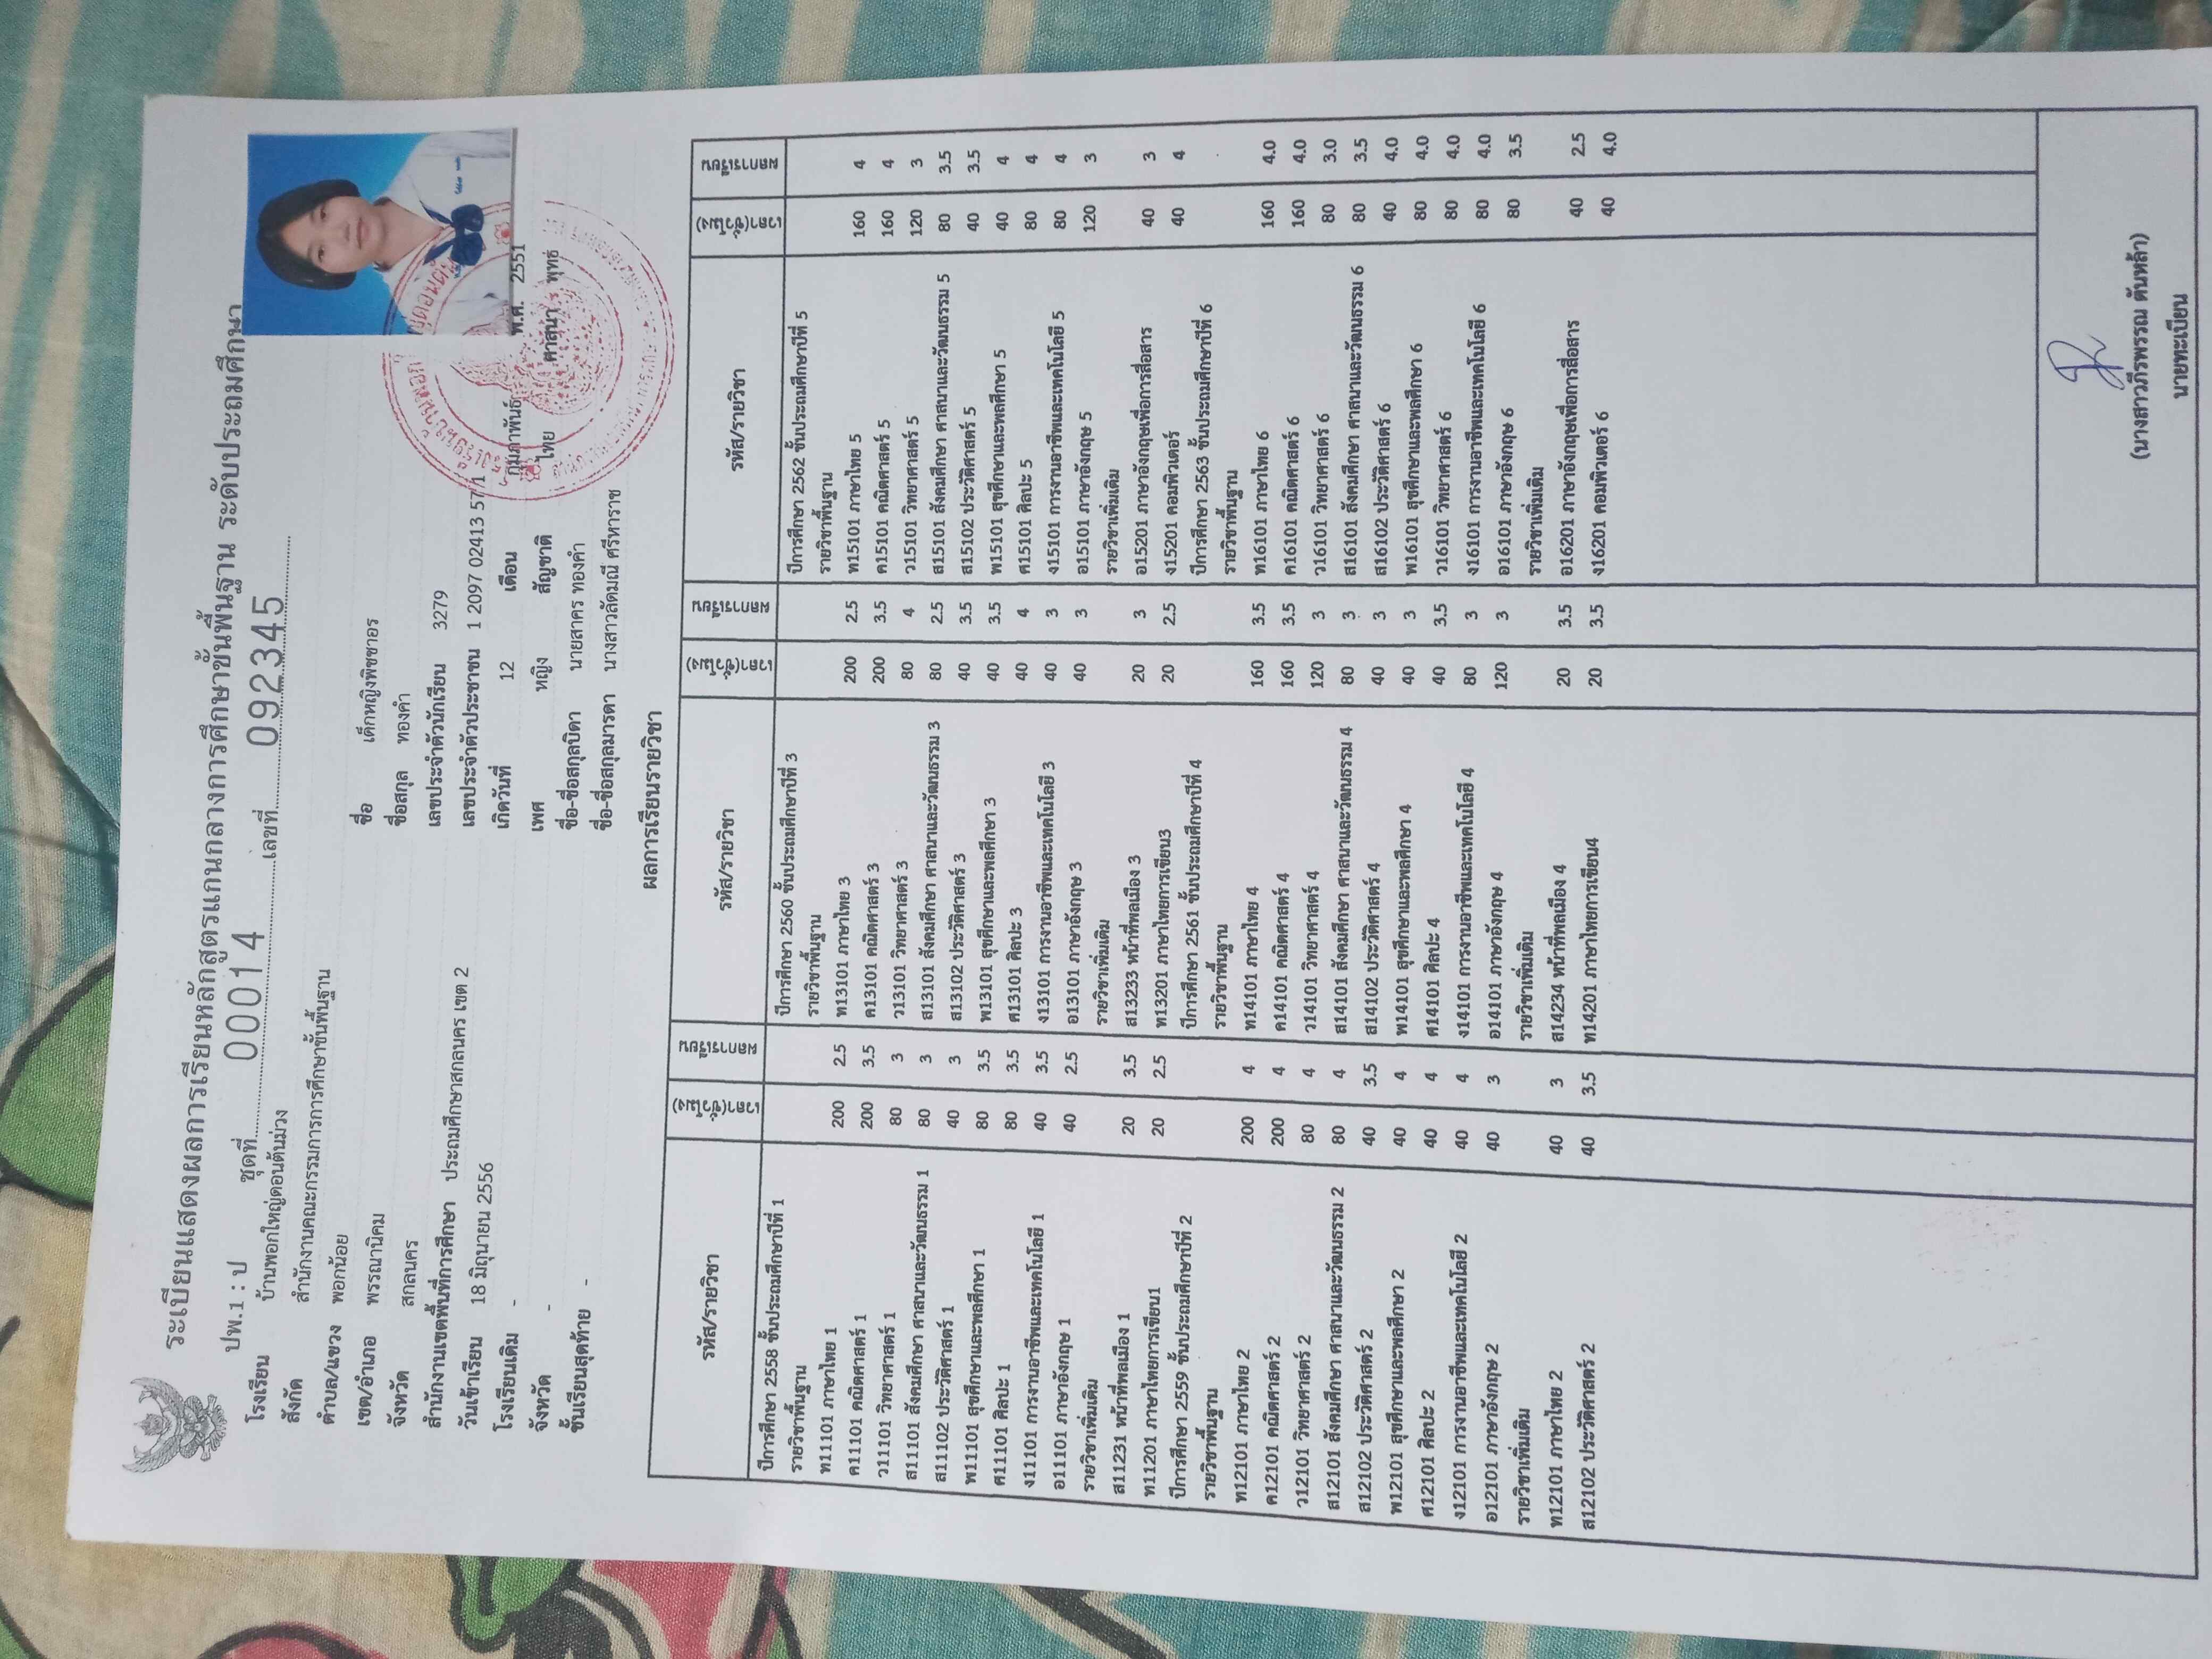 ระเบียนแสดงผลการเรียนหลักสูตรแกนกลางการศึกษาขั้นพื้นฐาน ระดับประถมศึกษา
ปพ.1 : ป ชุดที่ 00014 เลขที่ 0923345
โรงเรียน บ้านพอกใหญ่ดอนต้นม่วง
สังกัด สำนักงานคณะกรรมการการศึกษาขั้นพื้นฐาน
ตำบล/แขวง พอกน้อย
เขต/อำเภอ พรรณานิคม
จังหวัด สกลนคร
สำนักงานเขตพื้นที่การศึกษา ประถมศึกษาสกลนคร เขต 2
วันเข้าเรียน 18 มิถุนายน 2556
โรงเรียนเดิม -
จังหวัด -
ชั้นเรียนสุดท้าย -
ชื่อ เด็กหญิงพิชชาอร
ชื่อสกุล ทองคำ
เลขประจำตัวนักเรียน 3279
เลขประจำตัวประชาชน 1 2097 02413 57 1
เกิดวันที่ 12 เดือน กุมภาพันธ์ พ.ศ. 2551
เพศ หญิง สัญชาติ ไทย ศาสนา พุทธ
ชื่อ-ชื่อสกุลบิดา นายสาคร ทองคำ
ชื่อ-ชื่อสกุลมารดา นางสาววลัดมณี ศรีหาราช
ผลการเรียนรายวิชา
รหัส/รายวิชา เวลา(ชั่วโมง) ผลการเรียน
ปีการศึกษา 2558 ชั้นประถมศึกษาปีที่ 1
รายวิชาพื้นฐาน
ท11101 ภาษาไทย 1 200 2.5
ค11101 คณิตศาสตร์ 1 200 3.5
ว11101 วิทยาศาสตร์ 1 80 3
ส11101 สังคมศึกษา ศาสนาและวัฒนธรรม 1 80 3
ส11102 ประวัติศาสตร์ 1 40 3
พ11101 สุขศึกษาและพลศึกษา 1 80 3.5
ศ11101 ศิลปะ 1 80 3.5
ง11101 การงานอาชีพและเทคโนโลยี 1 40 3.5
อ11101 ภาษาอังกฤษ 1 40 2.5
รายวิชาเพิ่มเติม
ส11231 หน้าที่พลเมือง 1 20 3.5
ท11201 ภาษาไทยการเขียน1 20 2.5
ปีการศึกษา 2559 ชั้นประถมศึกษาปีที่ 2
รายวิชาพื้นฐาน
ท12101 ภาษาไทย 2 200 4
ค12101 คณิตศาสตร์ 2 200 4
ว12101 วิทยาศาสตร์ 2 80 4
ส12101 สังคมศึกษา ศาสนาและวัฒนธรรม 2 80 4
ส12102 ประวัติศาสตร์ 2 40 3.5
พ12101 สุขศึกษาและพลศึกษา 2 40 4
ศ12101 ศิลปะ 2 40 4
ง12101 การงานอาชีพและเทคโนโลยี 2 40 4
อ12101 ภาษาอังกฤษ 2 40 3
รายวิชาเพิ่มเติม
ท12101 ภาษาไทย 2 40 3
ส12102 ประวัติศาสตร์ 2 40 3.5
รหัส/รายวิชา เวลา(ชั่วโมง) ผลการเรียน
ปีการศึกษา 2560 ชั้นประถมศึกษาปีที่ 3
รายวิชาพื้นฐาน
ท13101 ภาษาไทย 3 200 2.5
ค13101 คณิตศาสตร์ 3 200 3.5
ว13101 วิทยาศาสตร์ 3 80 4
ส13101 สังคมศึกษา ศาสนาและวัฒนธรรม 3 80 2.5
ส13102 ประวัติศาสตร์ 3 40 3.5
พ13101 สุขศึกษาและพลศึกษา 3 40 3.5
ศ13101 ศิลปะ 3 40 4
ง13101 การงานอาชีพและเทคโนโลยี 3 40 3
อ13101 ภาษาอังกฤษ 3 40 3
รายวิชาเพิ่มเติม
ส13233 หน้าที่พลเมือง 3 20 3
ท13201 ภาษาไทยการเขียน3 20 2.5
ปีการศึกษา 2561 ชั้นประถมศึกษาปีที่ 4
รายวิชาพื้นฐาน
ท14101 ภาษาไทย 4 160 3.5
ค14101 คณิตศาสตร์ 4 160 3.5
ว14101 วิทยาศาสตร์ 4 120 3
ส14101 สังคมศึกษา ศาสนาและวัฒนธรรม 4 80 3
ส14102 ประวัติศาสตร์ 4 40 3
พ14101 สุขศึกษาและพลศึกษา 4 40 3
ศ14101 ศิลปะ 4 40 3.5
ง14101 การงานอาชีพและเทคโนโลยี 4 80 3
อ14101 ภาษาอังกฤษ 4 120 3
รายวิชาเพิ่มเติม
ส14234 หน้าที่พลเมือง 4 20 3.5
ท14201 ภาษาไทยการเขียน4 20 3.5
รหัส/รายวิชา เวลา(ชั่วโมง) ผลการเรียน
ปีการศึกษา 2562 ชั้นประถมศึกษาปีที่ 5
รายวิชาพื้นฐาน
ท15101 ภาษาไทย 5 160 4
ค15101 คณิตศาสตร์ 5 160 4
ว15101 วิทยาศาสตร์ 5 120 3
ส15101 สังคมศึกษา ศาสนาและวัฒนธรรม 5 80 3.5
ส15102 ประวัติศาสตร์ 5 40 3.5
พ15101 สุขศึกษาและพลศึกษา 5 40 4
ศ15101 ศิลปะ 5 80 4
ง15101 การงานอาชีพและเทคโนโลยี 5 80 4
อ15101 ภาษาอังกฤษ 5 120 3
รายวิชาเพิ่มเติม
อ15201 ภาษาอังกฤษเพื่อการสื่อสาร 40 3
ง15201 คอมพิวเตอร์ 40 4
ปีการศึกษา 2563 ชั้นประถมศึกษาปีที่ 6
รายวิชาพื้นฐาน
ท16101 ภาษาไทย 6 160 4.0
ค16101 คณิตศาสตร์ 6 160 4.0
ว16101 วิทยาศาสตร์ 6 80 3.0
ส16101 สังคมศึกษา ศาสนาและวัฒนธรรม 6 80 3.5
ส16102 ประวัติศาสตร์ 6 40 4.0
พ16101 สุขศึกษาและพลศึกษา 6 80 4.0
ว16101 วิทยาศาสตร์ 6 80 4.0
ง16101 การงานอาชีพและเทคโนโลยี 6 80 4.0
อ16101 ภาษาอังกฤษ 6 80 3.5
รายวิชาเพิ่มเติม
อ16201 ภาษาอังกฤษเพื่อการสื่อสาร 40 2.5
ง16201 คอมพิวเตอร์ 6 40 4.0
(นางสาววีรพรรณ ตันหล้า)
นายทะเบียน